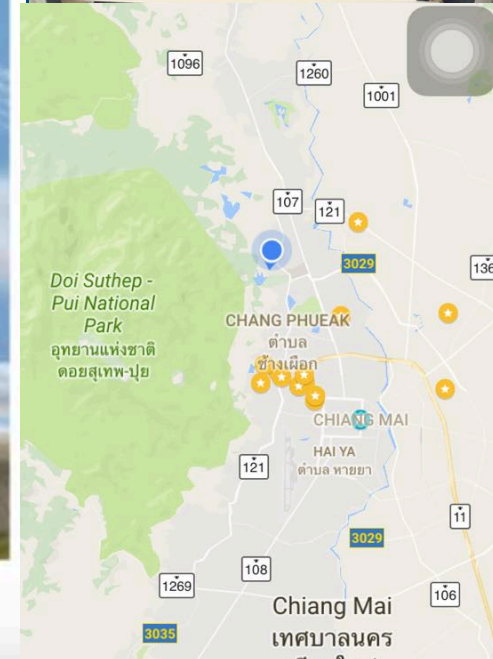 1096
1260
1001
107
121
3029
136
Doi Suthep -
Pui National
Park
อุทยานแห่งชาติ
ดอยสุเทพ-ปุย
CHANG PHUEAK
ตำบล
ช้างเผือก
CHIANG MAI
HAI YA
ตำบล หายยา
121
11
3029
108
1269
106
Chiang Mai
เทศบาลนคร
3035